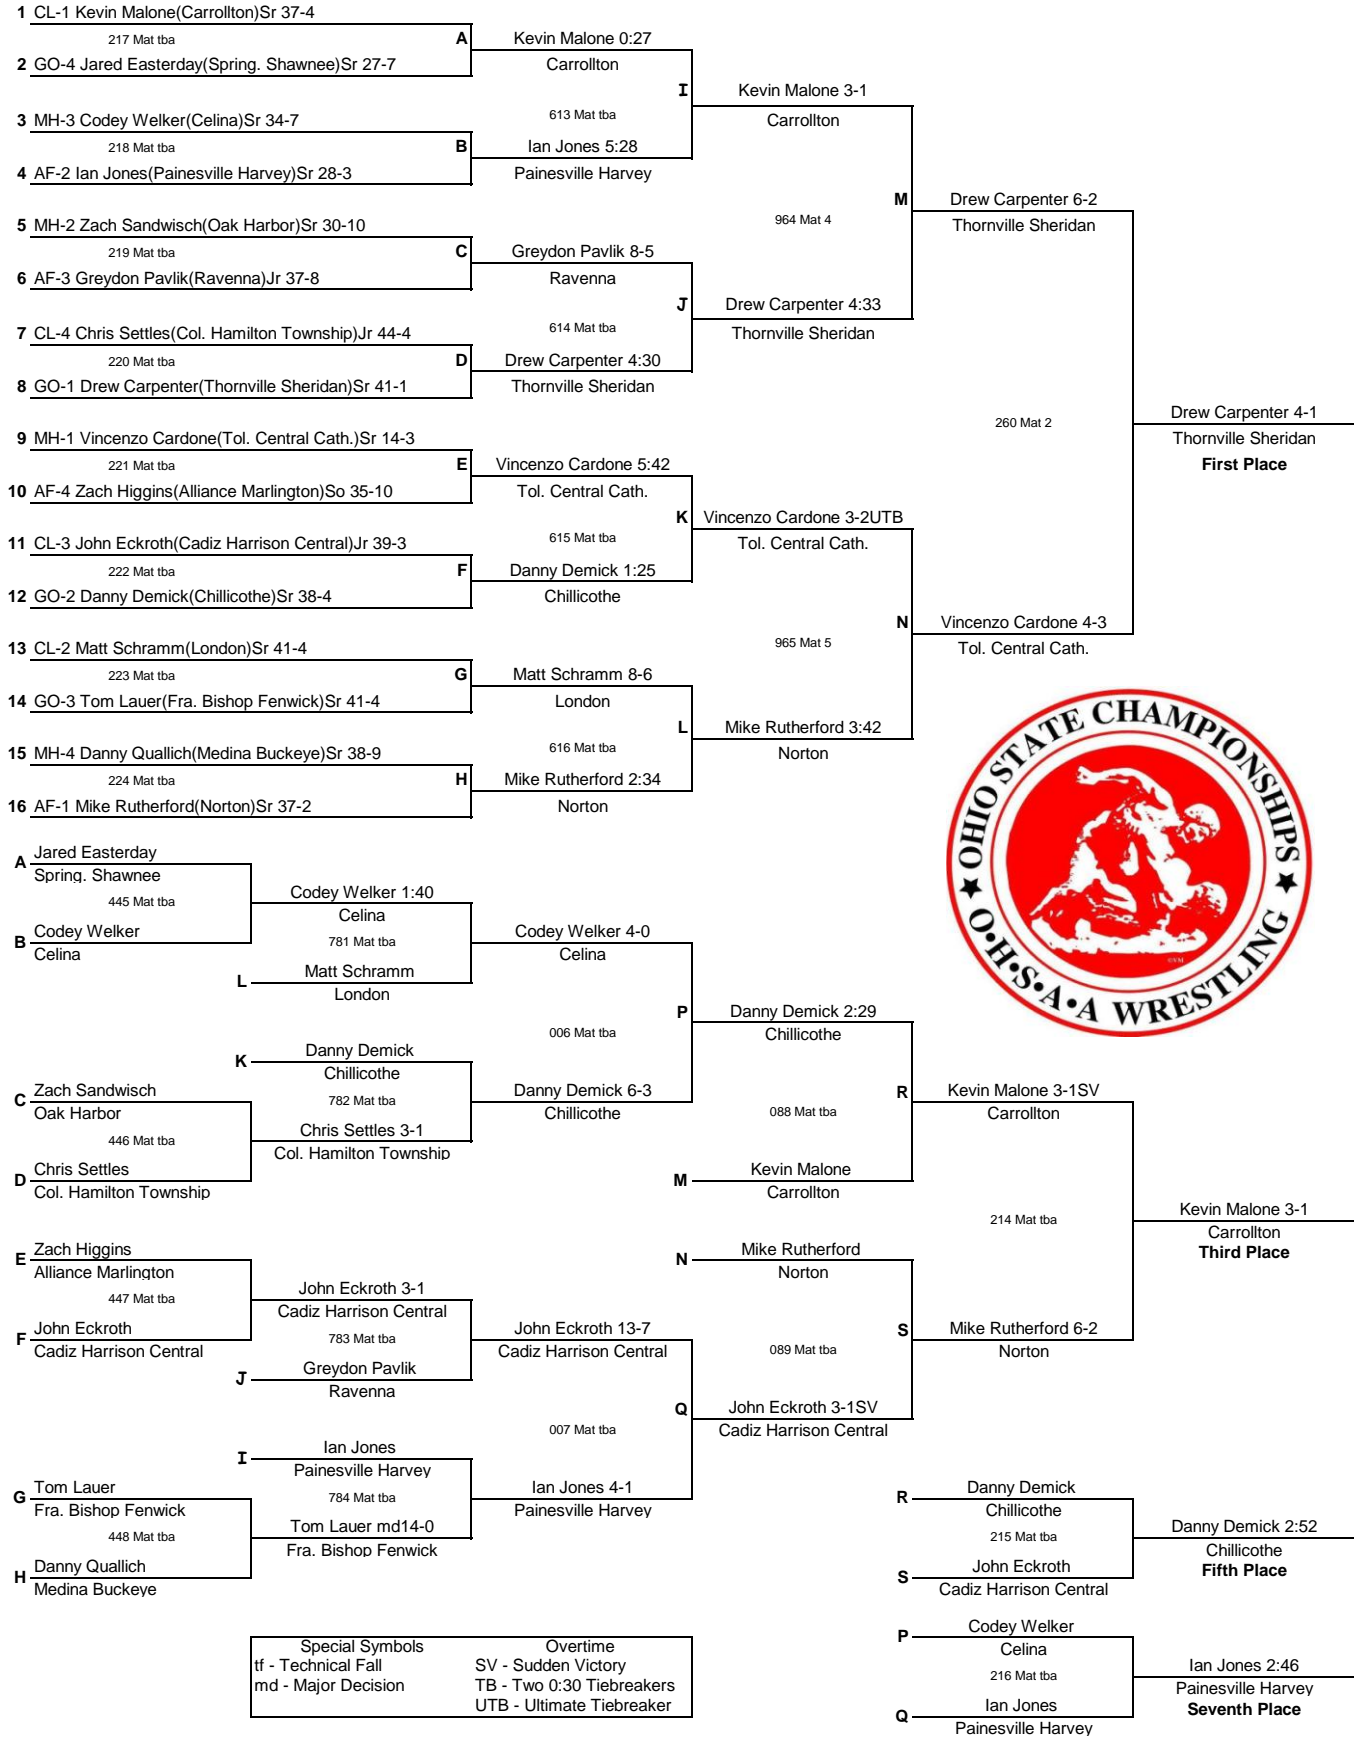 1 CL-1 Kevin Malone(Carrollton)Sr 37-4
217 Mat tba
A
2 GO-4 Jared Easterday(Spring. Shawnee)Sr 27-7
Kevin Malone 0:27
Carrollton
3 MH-3 Codey Welker(Celina)Sr 34-7
218 Mat tba
B
4 AF-2 Ian Jones(Painesville Harvey)Sr 28-3
Ian Jones 5:28
Painesville Harvey
613 Mat tba
I
Kevin Malone 3-1
Carrollton
5 MH-2 Zach Sandwisch(Oak Harbor)Sr 30-10
219 Mat tba
C
6 AF-3 Greydon Pavlik(Ravenna)Jr 37-8
Greydon Pavlik 8-5
Ravenna
7 CL-4 Chris Settles(Col. Hamilton Township)Jr 44-4
220 Mat tba
D
8 GO-1 Drew Carpenter(Thornville Sheridan)Sr 41-1
Drew Carpenter 4:30
Thornville Sheridan
614 Mat tba
J
Drew Carpenter 4:33
Thornville Sheridan
964 Mat 4
M
Drew Carpenter 6-2
Thornville Sheridan
9 MH-1 Vincenzo Cardone(Tol. Central Cath.)Sr 14-3
221 Mat tba
E
10 AF-4 Zach Higgins(Alliance Marlington)So 35-10
Vincenzo Cardone 5:42
Tol. Central Cath.
11 CL-3 John Eckroth(Cadiz Harrison Central)Jr 39-3
222 Mat tba
F
12 GO-2 Danny Demick(Chillicothe)Sr 38-4
Danny Demick 1:25
Chillicothe
615 Mat tba
K
Vincenzo Cardone 3-2UTB
Tol. Central Cath.
13 CL-2 Matt Schramm(London)Sr 41-4
223 Mat tba
G
14 GO-3 Tom Lauer(Fra. Bishop Fenwick)Sr 41-4
Matt Schramm 8-6
London
15 MH-4 Danny Quallich(Medina Buckeye)Sr 38-9
224 Mat tba
H
16 AF-1 Mike Rutherford(Norton)Sr 37-2
Mike Rutherford 2:34
Norton
616 Mat tba
L
Mike Rutherford 3:42
Norton
965 Mat 5
N
Vincenzo Cardone 4-3
Tol. Central Cath.
260 Mat 2
Drew Carpenter 4-1
Thornville Sheridan
First Place
OHIO STATE CHAMPIONSHIPS
O•H•S•A•A WRESTLING
©VM
A
Jared Easterday
Spring. Shawnee
445 Mat tba
B
Codey Welker
Celina
Codey Welker 1:40
Celina
781 Mat tba
L
Matt Schramm
London
Codey Welker 4-0
Celina
K
Danny Demick
Chillicothe
C
Zach Sandwisch
Oak Harbor
446 Mat tba
D
Chris Settles
Col. Hamilton Township
782 Mat tba
Chris Settles 3-1
Col. Hamilton Township
Danny Demick 6-3
Chillicothe
006 Mat tba
P
Danny Demick 2:29
Chillicothe
088 Mat tba
M
Kevin Malone
Carrollton
R
Kevin Malone 3-1SV
Carrollton
E
Zach Higgins
Alliance Marlington
447 Mat tba
F
John Eckroth
Cadiz Harrison Central
John Eckroth 3-1
Cadiz Harrison Central
783 Mat tba
J
Greydon Pavlik
Ravenna
John Eckroth 13-7
Cadiz Harrison Central
I
Ian Jones
Painesville Harvey
G
Tom Lauer
Fra. Bishop Fenwick
448 Mat tba
H
Danny Quallich
Medina Buckeye
784 Mat tba
Tom Lauer md14-0
Fra. Bishop Fenwick
Ian Jones 4-1
Painesville Harvey
007 Mat tba
N
Mike Rutherford
Norton
089 Mat tba
Q
John Eckroth 3-1SV
Cadiz Harrison Central
S
Mike Rutherford 6-2
Norton
214 Mat tba
Kevin Malone 3-1
Carrollton
Third Place
R
Danny Demick
Chillicothe
215 Mat tba
S
John Eckroth
Cadiz Harrison Central
Danny Demick 2:52
Chillicothe
Fifth Place
P
Codey Welker
Celina
216 Mat tba
Q
Ian Jones
Painesville Harvey
Ian Jones 2:46
Painesville Harvey
Seventh Place
Special Symbols
tf - Technical Fall
md - Major Decision
Overtime
SV - Sudden Victory
TB - Two 0:30 Tiebreakers
UTB - Ultimate Tiebreaker